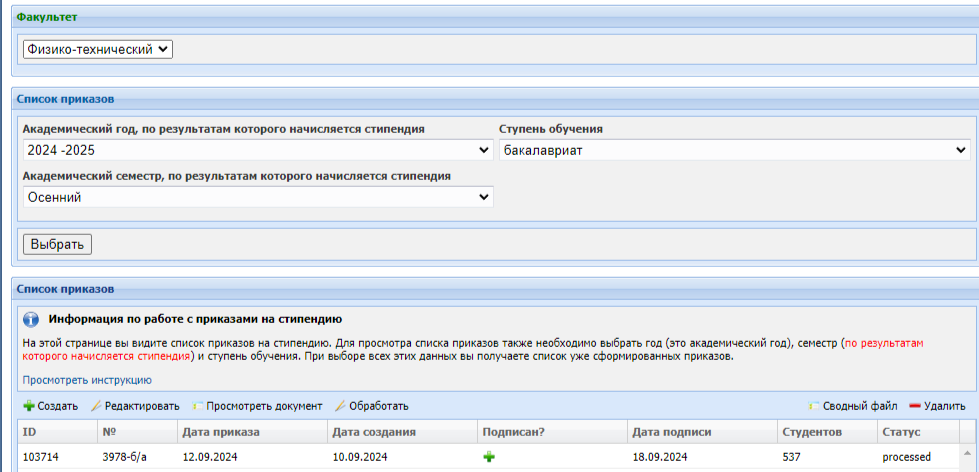 Факультет
Физико-технический
Список приказов
Академический год, по результатам которого начисляется стипендия Ступень обучения
2024 -2025 бакалавриат
Академический семестр, по результатам которого начисляется стипендия
Осенний
Выбрать
Список приказов
Информация по работе с приказами на стипендию
На этой странице вы видите список приказов на стипендию. Для просмотра списка приказов также необходимо выбрать год (это академический год), семестр (по результатам
которого начисляется стипендия) и ступень обучения. При выборе всех этих данных вы получаете список уже сформированных приказов.
Просмотреть инструкцию
Создать Редактировать Просмотреть документ Обработать Сводный файл Удалить
ID № Дата приказа Дата создания Подписан? Дата подписи Студентов Статус
103714 3978-б/а 12.09.2024 10.09.2024 18.09.2024 537 processed